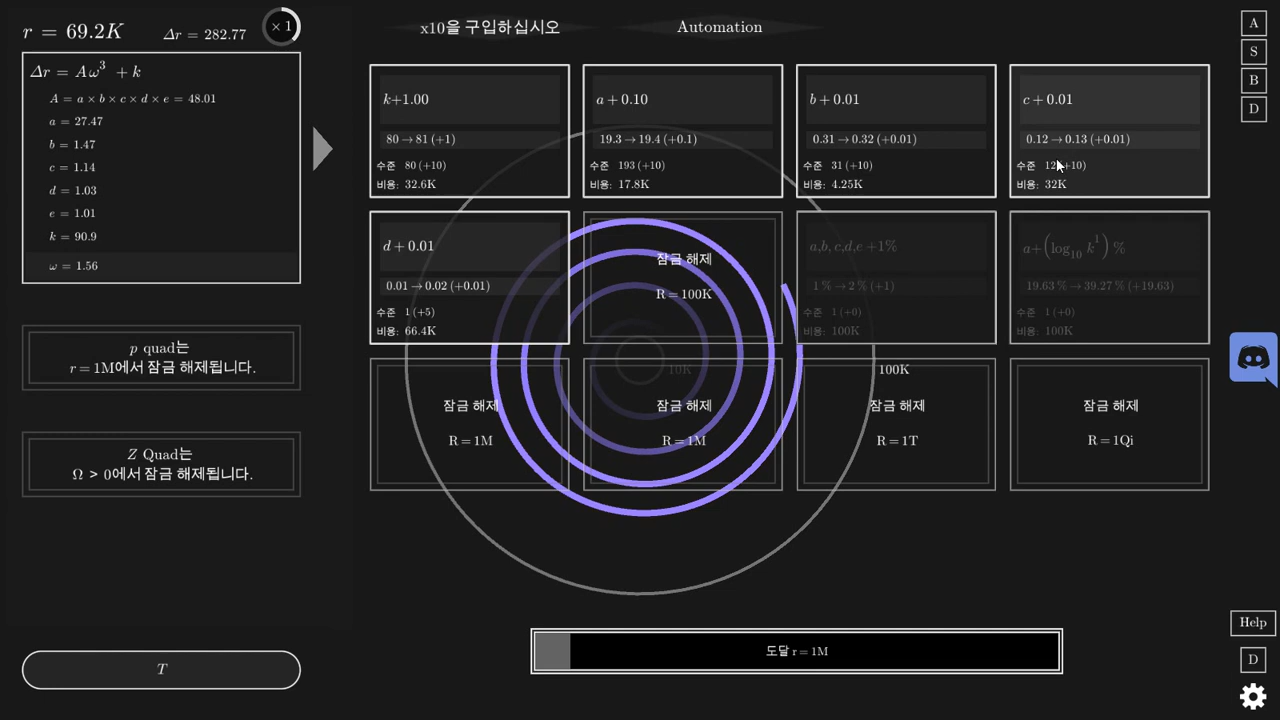 r = 69.2K
Δr = 282.77
× 1
x10을 구입하십시오
Automation
A
S
B
D
Δr = Aω³ + k
A = a × b × c × d × e = 48.01
a = 27.47
b = 1.47
c = 1.14
d = 1.03
e = 1.01
k = 90.9
ω = 1.56
k+1.00
80→81 (+1)
수준 80 (+10)
비용: 32.6K
a + 0.10
19.3→19.4 (+0.1)
수준 193 (+10)
비용: 17.8K
b + 0.01
0.31→0.32 (+0.01)
수준 31 (+10)
비용: 4.25K
c + 0.01
0.12→0.13 (+0.01)
수준 12 (+10)
비용: 32K
d + 0.01
0.01→0.02 (+0.01)
수준 1 (+5)
비용: 66.4K
잠금 해제
R = 100K
a,b, c,d,e +1%
1 %→2 % (+1)
수준 1 (+0)
비용: 100K
a+(log₁₀ k¹) %
19.63 %→39.27 % (+19.63)
수준 1 (+0)
비용: 100K
p quad는
r = 1M에서 잠금 해제됩니다.
Z Quad는
Ω > 0에서 잠금 해제됩니다.
10K
100K
잠금 해제
R = 1M
잠금 해제
R = 1M
잠금 해제
R = 1T
잠금 해제
R = 1Qi
T
도달 r = 1M
Help
D